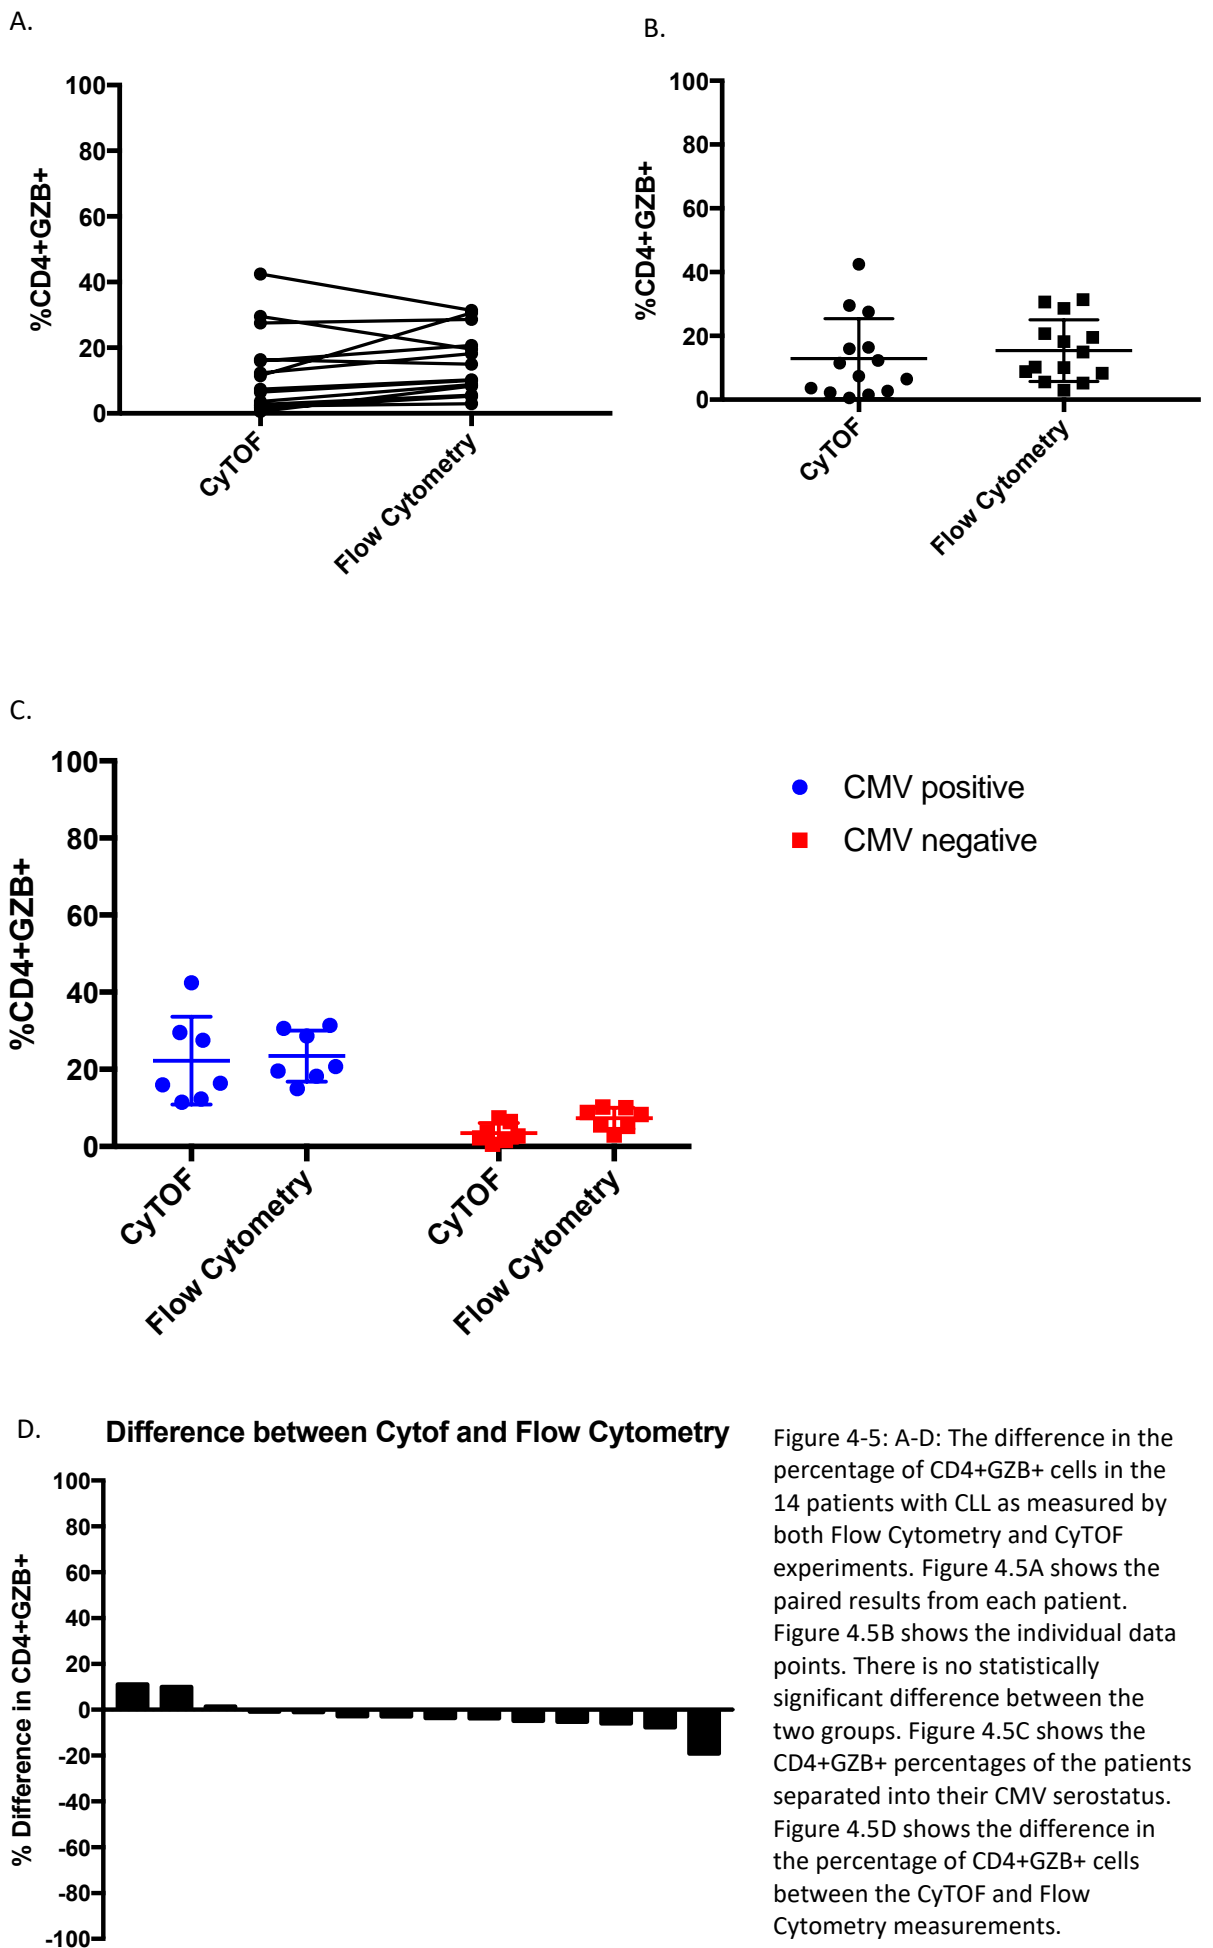 A.
B.
100
80
60
40
20
0
%CD4+GZB+
CyTOF
Flow Cytometry
100
80
60
40
20
0
%CD4+GZB+
CyTOF
Flow Cytometry
C.
100
80
60
40
20
0
%CD4+GZB+
CyTOF
Flow Cytometry
CyTOF
Flow Cytometry
CMV positive
CMV negative
D.
Difference between Cytof and Flow Cytometry
100
80
60
40
20
0
-20
-40
-60
-80
-100
% Difference in CD4+GZB+
Figure 4-5: A-D: The difference in the
percentage of CD4+GZB+ cells in the
14 patients with CLL as measured by
both Flow Cytometry and CyTOF
experiments. Figure 4.5A shows the
paired results from each patient.
Figure 4.5B shows the individual data
points. There is no statistically
significant difference between the
two groups. Figure 4.5C shows the
CD4+GZB+ percentages of the patients
separated into their CMV serostatus.
Figure 4.5D shows the difference in
the percentage of CD4+GZB+ cells
between the CyTOF and Flow
Cytometry measurements.